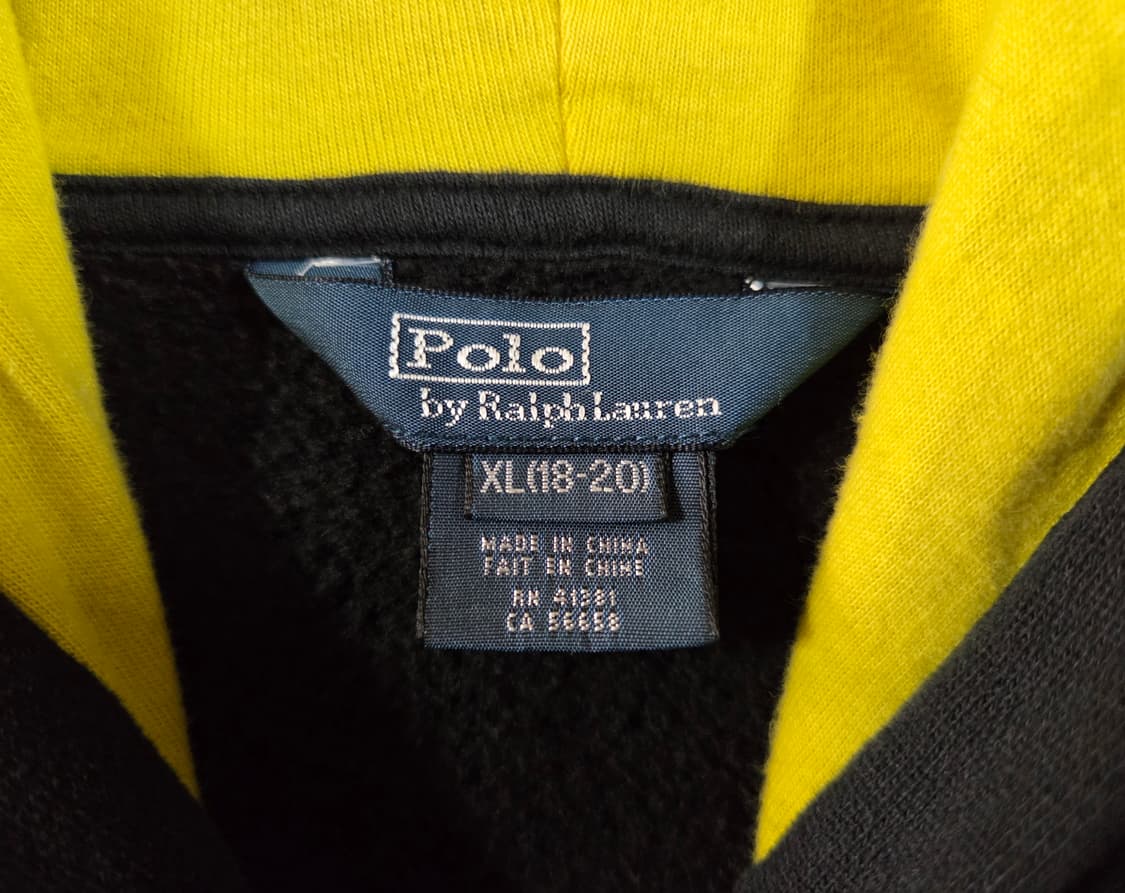 Polo
by Ralph Lauren
XL(18-20)
MADE IN CHINA
FAIT EN CHINE
RN 41381
CA 56658